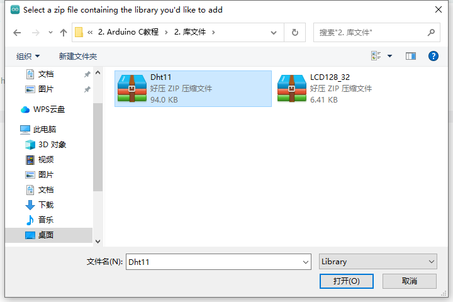 Select a zip file containing the library you'd like to add
« 2. Arduino C教程 › 2. 库文件 ›
搜索"2. 库文件"
组织 新建文件夹
文档
图片
WPS云盘
此电脑
3D 对象
视频
图片
文档
下载
音乐
桌面
Dht11
好压 ZIP 压缩文件
94.0 KB
LCD128_32
好压 ZIP 压缩文件
6.41 KB
文件名(N): Dht11
Library
打开(O) 取消